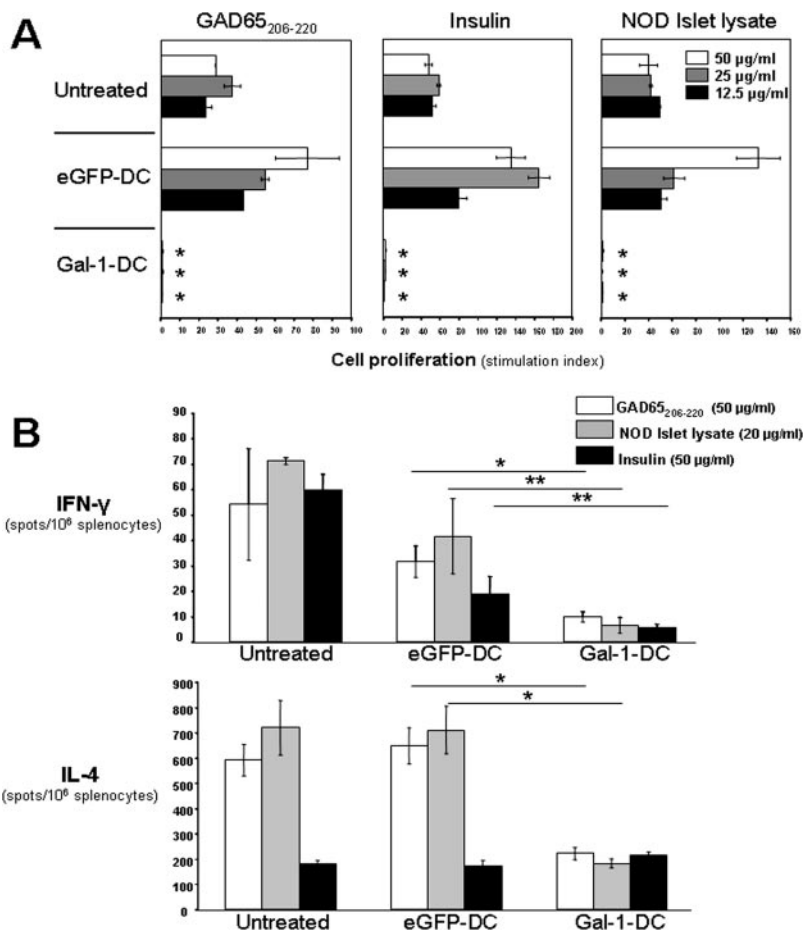 A
GAD65₂₀₆₋₂₂₀
Insulin
NOD Islet lysate
50 µg/ml
25 µg/ml
12.5 µg/ml
Untreated
eGFP-DC
Gal-1-DC
* * *
* * *
* * *
0 10 20 30 40 50 60 70 80 90 100
0 20 40 60 80 100 120 140 160 180 200
0 20 40 60 80 100 120 140 160
Cell proliferation (stimulation index)
B
GAD65₂₀₆₋₂₂₀ (50 µg/ml)
NOD Islet lysate (20 µg/ml)
Insulin (50 µg/ml)
IFN-γ
(spots/10⁶ splenocytes)
90
80
70
60
50
40
30
20
10
0
*
**
**
Untreated eGFP-DC Gal-1-DC
IL-4
(spots/10⁶ splenocytes)
900
800
700
600
500
400
300
200
100
0
*
*
Untreated eGFP-DC Gal-1-DC